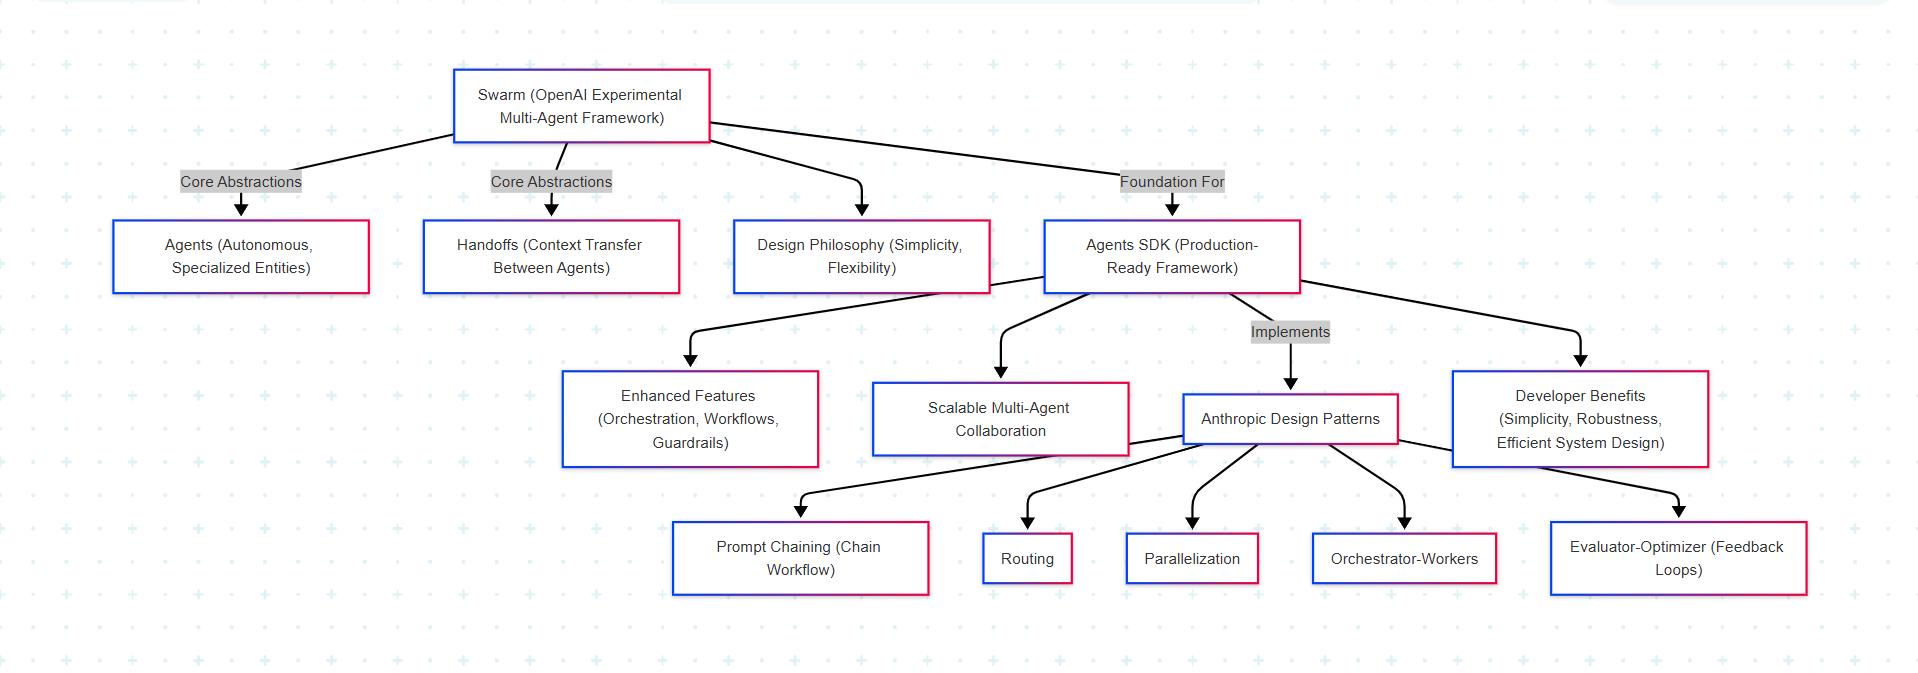 Swarm (OpenAI Experimental
Multi-Agent Framework)
Core Abstractions
Core Abstractions
Foundation For
Agents (Autonomous,
Specialized Entities)
Handoffs (Context Transfer
Between Agents)
Design Philosophy (Simplicity,
Flexibility)
Agents SDK (Production-
Ready Framework)
Implements
Enhanced Features
(Orchestration, Workflows,
Guardrails)
Scalable Multi-Agent
Collaboration
Anthropic Design Patterns
Developer Benefits
(Simplicity, Robustness,
Efficient System Design)
Prompt Chaining (Chain
Workflow)
Routing
Parallelization
Orchestrator-Workers
Evaluator-Optimizer (Feedback
Loops)